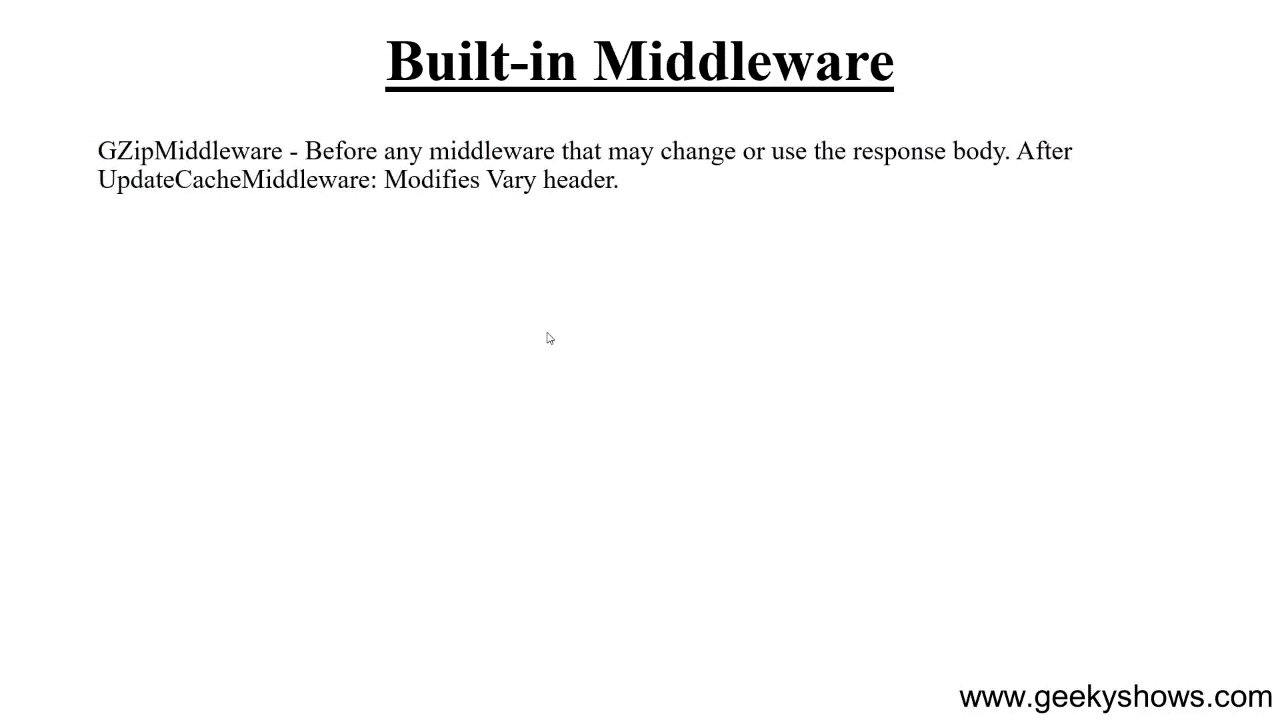 Built-in Middleware
GZipMiddleware - Before any middleware that may change or use the response body. After
UpdateCacheMiddleware: Modifies Vary header.
www.geekyshows.com